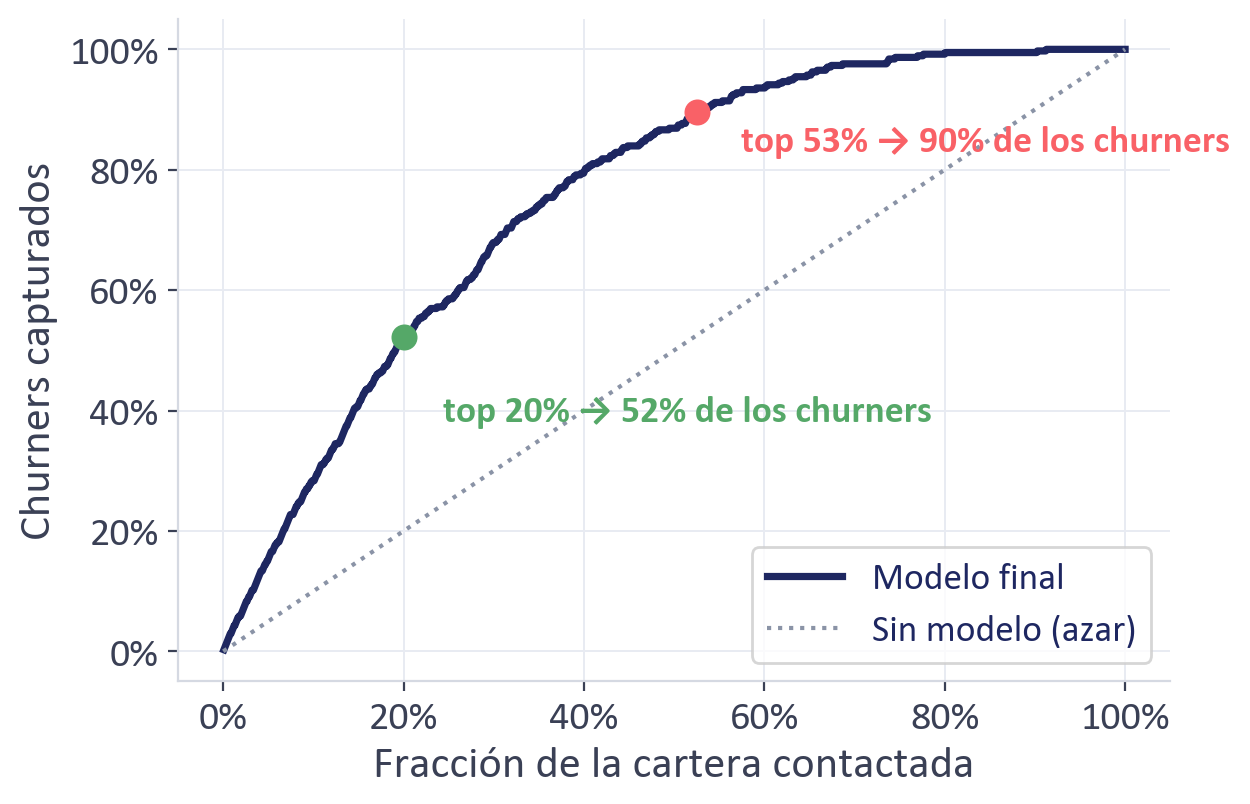 100%
80%
60%
40%
20%
0%
Churners capturados
top 53% → 90% de los churners
top 20% → 52% de los churners
Modelo final
Sin modelo (azar)
0%
20%
40%
60%
80%
100%
Fracción de la cartera contactada